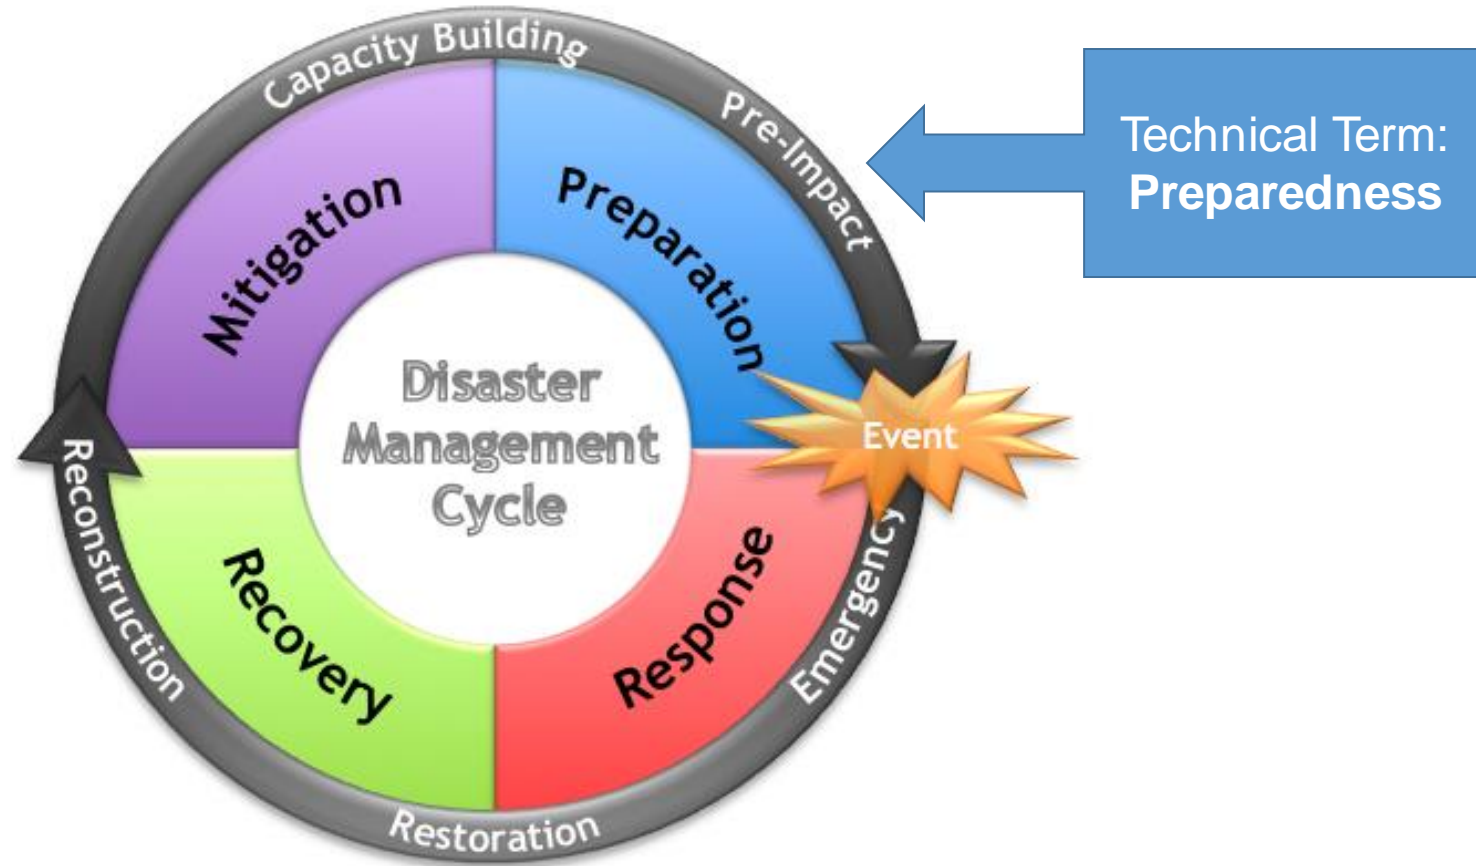 Capacity Building
Pre-Impact
Technical Term:
Preparedness
Mitigation
Preparation
Disaster
Management
Cycle
Event
Reconstruction
Recovery
Response
Emergency
Restoration